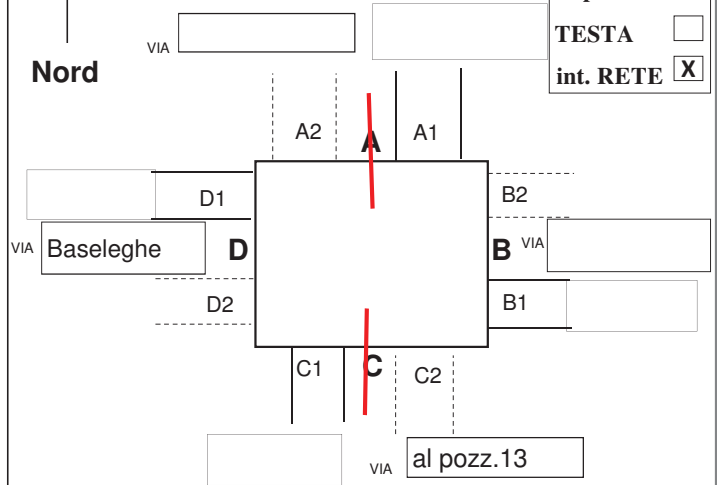 VIA
TESTA
Nord
int. RETE X
A2 A A1
D1 B2
VIA Baseleghe D B VIA
D2 B1
C1 C C2
VIA al pozz.13